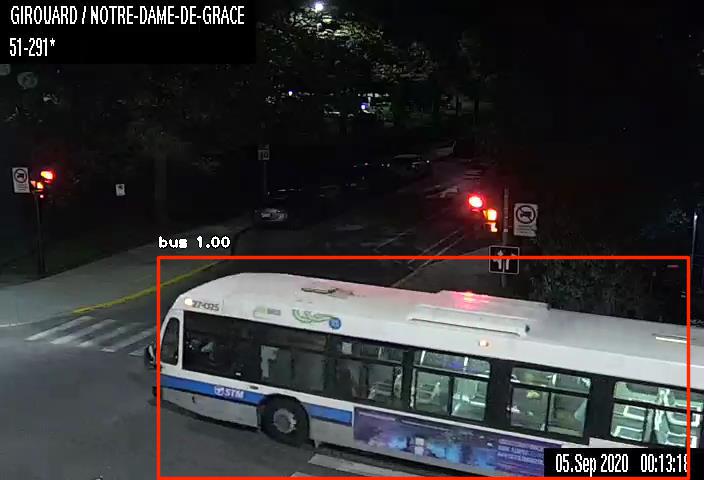 GIROUARD / NOTRE-DAME-DE-GRACE
51-291*
bus 1.00
27-025
STM
05.Sep 2020 00:13:18